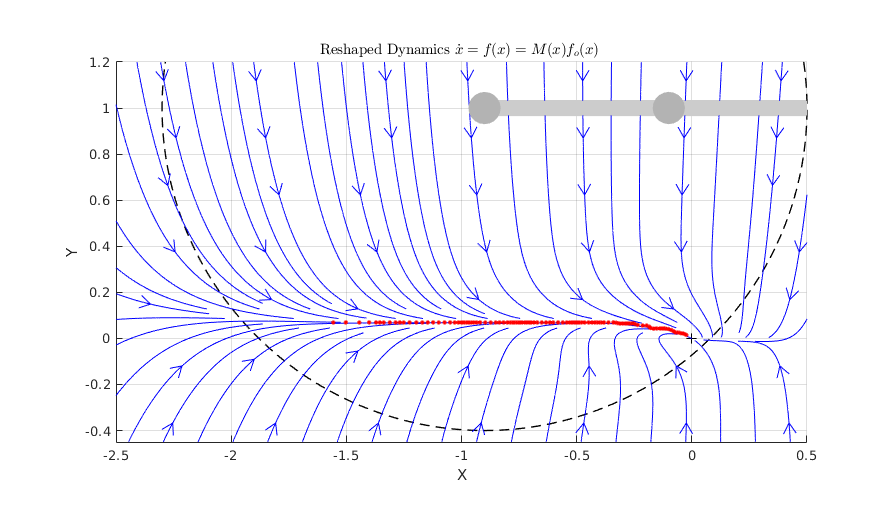 Reshaped Dynamics ẋ = f(x) = M(x)fₒ(x)
1.2
1
0.8
0.6
0.4
0.2
0
-0.2
-0.4
Y
-2.5 -2 -1.5 -1 -0.5 0 0.5
X